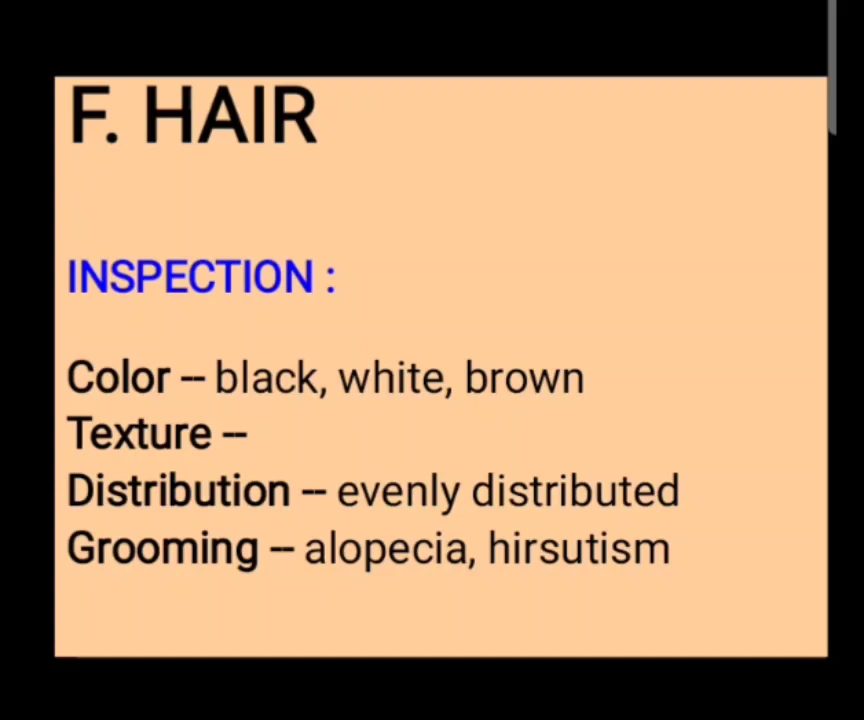 F. HAIR
INSPECTION :
Color -- black, white, brown
Texture --
Distribution -- evenly distributed
Grooming -- alopecia, hirsutism